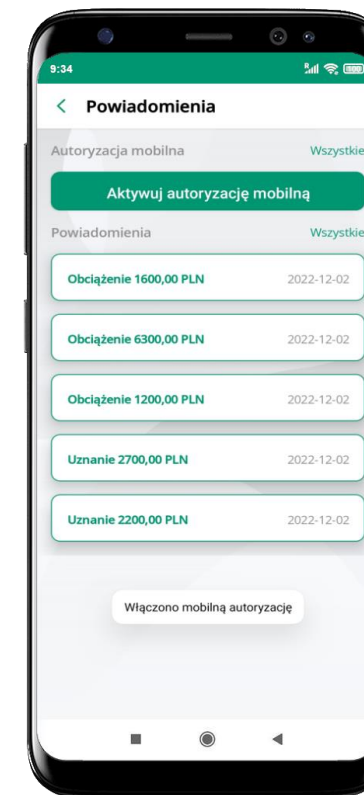 9:34
Powiadomienia
Autoryzacja mobilna Wszystkie
Aktywuj autoryzację mobilną
Powiadomienia Wszystkie
Obciążenie 1600,00 PLN 2022-12-02
Obciążenie 6300,00 PLN 2022-12-02
Obciążenie 1200,00 PLN 2022-12-02
Uznanie 2700,00 PLN 2022-12-02
Uznanie 2200,00 PLN 2022-12-02
Włączono mobilną autoryzację